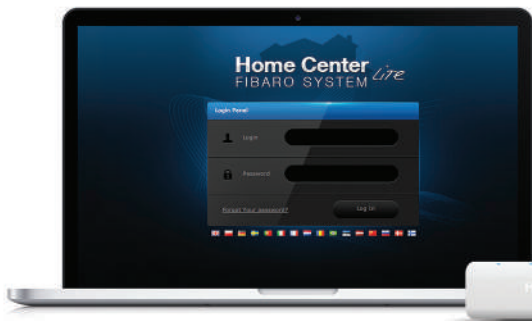 Home Center Lite
FIBARO SYSTEM
Login Panel
Login
Password
Forgot Your password?
Log In
H